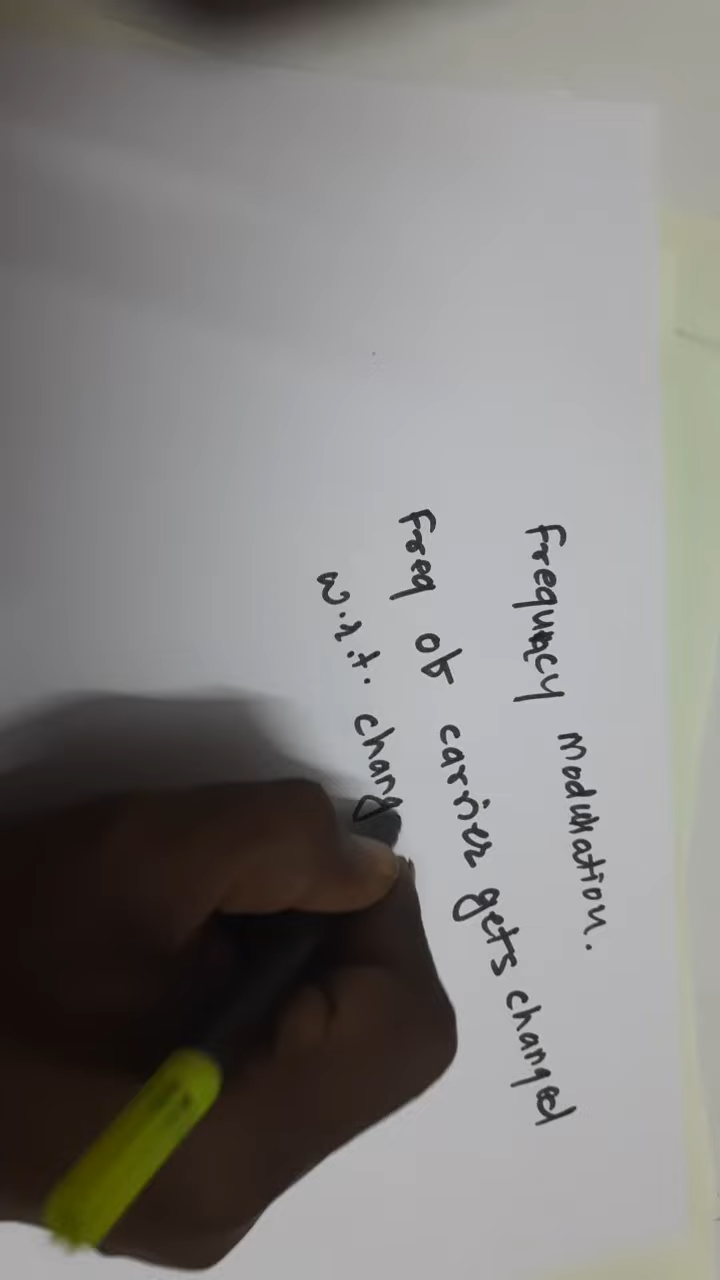 Frequncy modulation.
Freq of carrier gets changed
w.r.t. chang